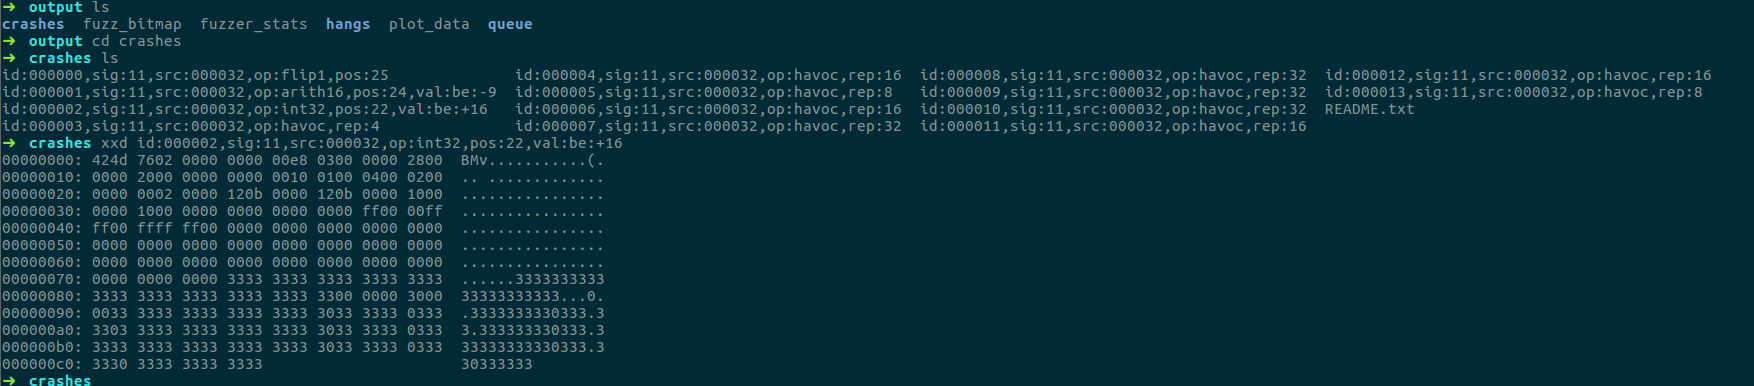 ➜ output ls
crashes fuzz_bitmap fuzzer_stats hangs plot_data queue
➜ output cd crashes
➜ crashes ls
id:000000,sig:11,src:000032,op:flip1,pos:25 id:000004,sig:11,src:000032,op:havoc,rep:16 id:000008,sig:11,src:000032,op:havoc,rep:32 id:000012,sig:11,src:000032,op:havoc,rep:16
id:000001,sig:11,src:000032,op:arith16,pos:24,val:be:-9 id:000005,sig:11,src:000032,op:havoc,rep:8 id:000009,sig:11,src:000032,op:havoc,rep:32 id:000013,sig:11,src:000032,op:havoc,rep:8
id:000002,sig:11,src:000032,op:int32,pos:22,val:be:+16 id:000006,sig:11,src:000032,op:havoc,rep:16 id:000010,sig:11,src:000032,op:havoc,rep:32 README.txt
id:000003,sig:11,src:000032,op:havoc,rep:4 id:000007,sig:11,src:000032,op:havoc,rep:32 id:000011,sig:11,src:000032,op:havoc,rep:16
➜ crashes xxd id:000002,sig:11,src:000032,op:int32,pos:22,val:be:+16
00000000: 424d 7602 0000 0000 00e8 0300 0000 2800 BMv...........(.
00000010: 0000 2000 0000 0000 0010 0100 0400 0200 .. .............
00000020: 0000 0002 0000 120b 0000 120b 0000 1000 ................
00000030: 0000 1000 0000 0000 0000 0000 ff00 00ff ................
00000040: ff00 ffff ff00 0000 0000 0000 0000 0000 ................
00000050: 0000 0000 0000 0000 0000 0000 0000 0000 ................
00000060: 0000 0000 0000 0000 0000 0000 0000 0000 ................
00000070: 0000 0000 0000 3333 3333 3333 3333 3333 ......3333333333
00000080: 3333 3333 3333 3333 3333 3300 0000 3000 33333333333...0.
00000090: 0033 3333 3333 3333 3333 3033 3333 0333 .3333333330333.3
000000a0: 3303 3333 3333 3333 3333 3033 3333 0333 3.333333330333.3
000000b0: 3333 3333 3333 3333 3333 3033 3333 0333 33333333330333.3
000000c0: 3330 3333 3333 3333 30333333
➜ crashes